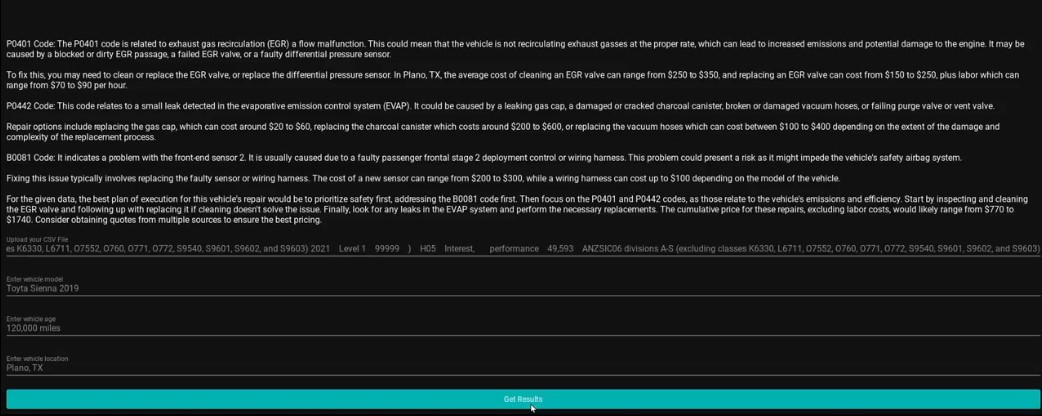 P0401 Code: The P0401 code is related to exhaust gas recirculation (EGR) a flow malfunction. This could mean that the vehicle is not recirculating exhaust gasses at the proper rate, which can lead to increased emissions and potential damage to the engine. It may be
caused by a blocked or dirty EGR passage, a failed EGR valve, or a faulty differential pressure sensor.
To fix this, you may need to clean or replace the EGR valve, or replace the differential pressure sensor. In Plano, TX, the average cost of cleaning an EGR valve can range from $250 to $350, and replacing an EGR valve can cost from $150 to $250, plus labor which can
range from $70 to $90 per hour.
P0442 Code: This code relates to a small leak detected in the evaporative emission control system (EVAP). It could be caused by a leaking gas cap, a damaged or cracked charcoal canister, broken or damaged vacuum hoses, or failing purge valve or vent valve.
Repair options include replacing the gas cap, which can cost around $20 to $60, replacing the charcoal canister which costs around $200 to $600, or replacing the vacuum hoses which can cost between $100 to $400 depending on the extent of the damage and
complexity of the replacement process.
B0081 Code: It indicates a problem with the front-end sensor 2. It is usually caused due to a faulty passenger frontal stage 2 deployment control or wiring harness. This problem could present a risk as it might impede the vehicle's safety airbag system.
Fixing this issue typically involves replacing the faulty sensor or wiring harness. The cost of a new sensor can range from $200 to $300, while a wiring harness can cost up to $100 depending on the model of the vehicle.
For the given data, the best plan of execution for this vehicle's repair would be to prioritize safety first, addressing the B0081 code first. Then focus on the P0401 and P0442 codes, as those relate to the vehicle's emissions and efficiency. Start by inspecting and cleaning
the EGR valve and following up with replacing it if cleaning doesn't solve the issue. Finally, look for any leaks in the EVAP system and perform the necessary replacements. The cumulative price for these repairs, excluding labor costs, would likely range from $770 to
$1740. Consider obtaining quotes from multiple sources to ensure the best pricing.
Upload your CSV File
es K6330, L6711, O7552, O760, O771, O772, S9540, S9601, S9602, and S9603) 2021 Level 1 99999 ) H05 Interest, performance 49,593 ANZSIC06 divisions A-S (excluding classes K6330, L6711, O7552, O760, O771, O772, S9540, S9601, S9602, and S9603)
Enter vehicle model
Toyta Sienna 2019
Enter vehicle age
120,000 miles
Enter vehicle location
Plano, TX
Get Results